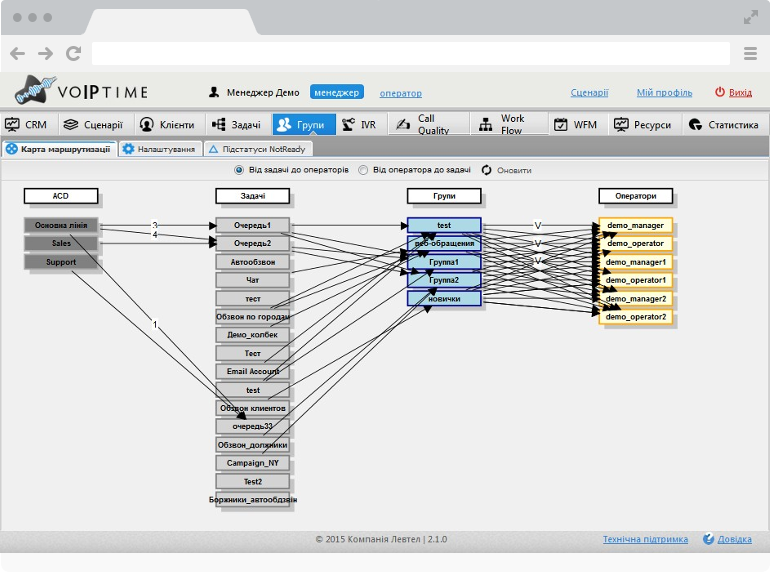 VOIPTIME
Менеджер Демо менеджер оператор Сценарії Мій профіль Вихід
CRM Сценарії Клієнти Задачі Групи IVR Call Quality Work Flow WFM Ресурси Статистика
Карта маршрутизації Налаштування Підстатуси NotReady
Від задачі до операторів Від оператора до задачі Оновити
ACD Задачі Групи Оператори
Основна лінія 3 Очередь1 test V demo_manager
Sales 4 Очередь2 веб-обращения V demo_operator
Support Автообзвон Группа1 V demo_manager1
Чат Группа2 demo_operator1
тест новички demo_manager2
Обзвон по городам demo_operator2
1 Демо_колбек
Тест
Email Account
test
Обзвон клиентов
очередь33
Обзвон_должники
Campaign_NY
Test2
Боржники_автообдзвін
© 2015 Компанія Левтел | 2.1.0 Технічна підтримка ? Довідка